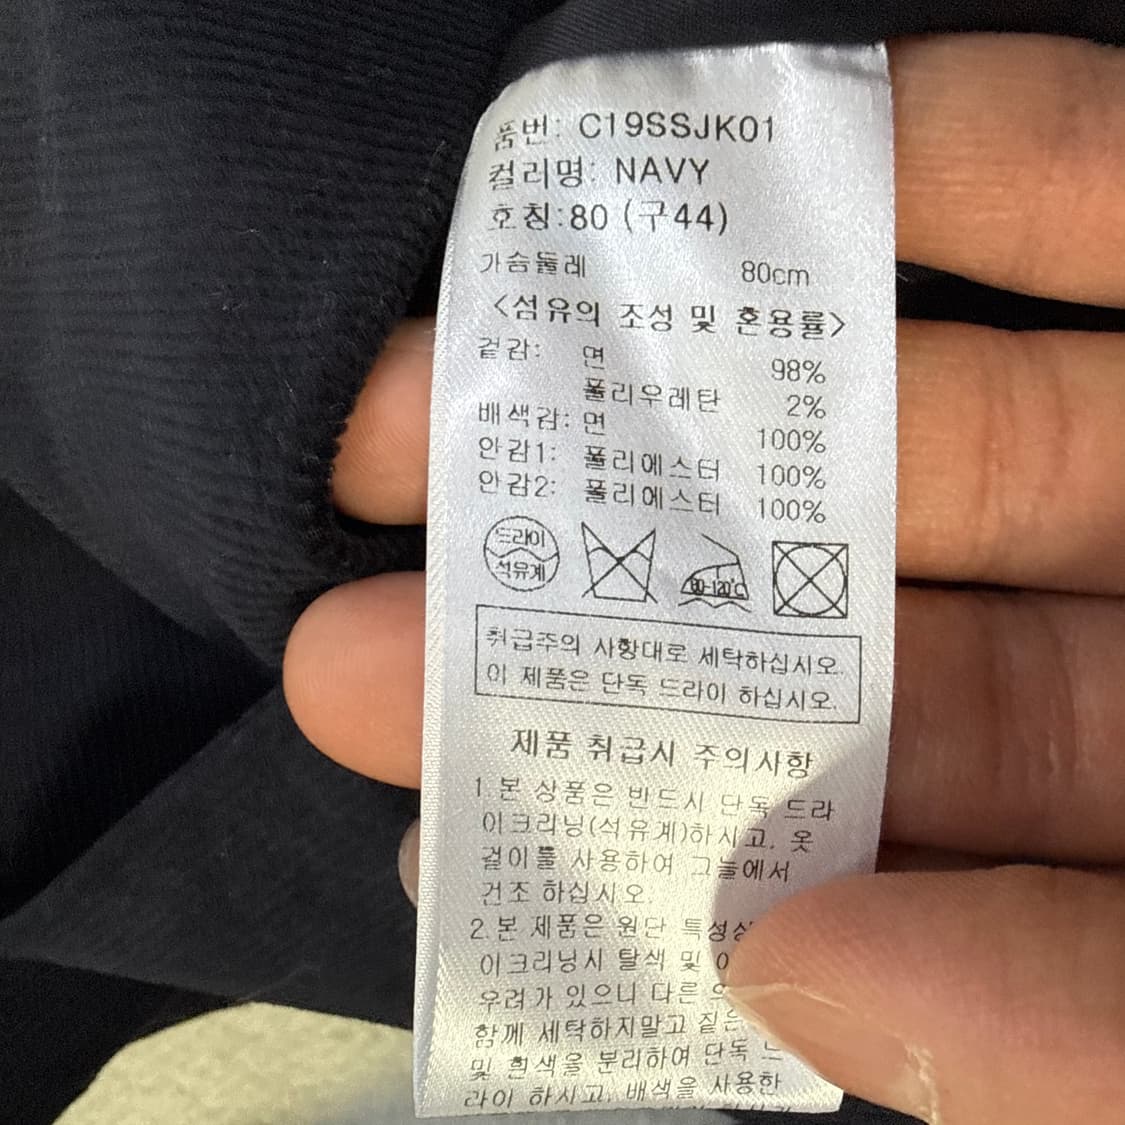 품번: C19SSJK01
컬러명: NAVY
호칭:80 (구44)
가슴둘레 80cm
<섬유의 조성 및 혼용률>
겉감: 면 98%
폴리우레탄 2%
배색감: 면 100%
안감1: 폴리에스터 100%
안감2: 폴리에스터 100%
드라이
석유계
80-120℃
취급주의 사항대로 세탁하십시오.
이 제품은 단독 드라이 하십시오.
제품 취급시 주의사항
1.본 상품은 반드시 단독 드라
이크리닝(석유계)하시고, 옷
걸이를 사용하여 그늘에서
건조 하십시오.
2.본 제품은 원단 특성상
이크리닝시 탈색 및
우려가 있으니 다른
함께 세탁하지말고 짙은
및 흰색을 분리하여 단독
라이 하시고, 배색을 사용한